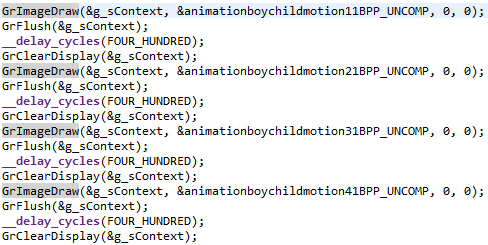 GrImageDraw(&g_sContext, &animationboychildmotion11BPP_UNCOMP, 0, 0);
GrFlush(&g_sContext);
__delay_cycles(FOUR_HUNDRED);
GrClearDisplay(&g_sContext);
GrImageDraw(&g_sContext, &animationboychildmotion21BPP_UNCOMP, 0, 0);
GrFlush(&g_sContext);
__delay_cycles(FOUR_HUNDRED);
GrClearDisplay(&g_sContext);
GrImageDraw(&g_sContext, &animationboychildmotion31BPP_UNCOMP, 0, 0);
GrFlush(&g_sContext);
__delay_cycles(FOUR_HUNDRED);
GrClearDisplay(&g_sContext);
GrImageDraw(&g_sContext, &animationboychildmotion41BPP_UNCOMP, 0, 0);
GrFlush(&g_sContext);
__delay_cycles(FOUR_HUNDRED);
GrClearDisplay(&g_sContext);